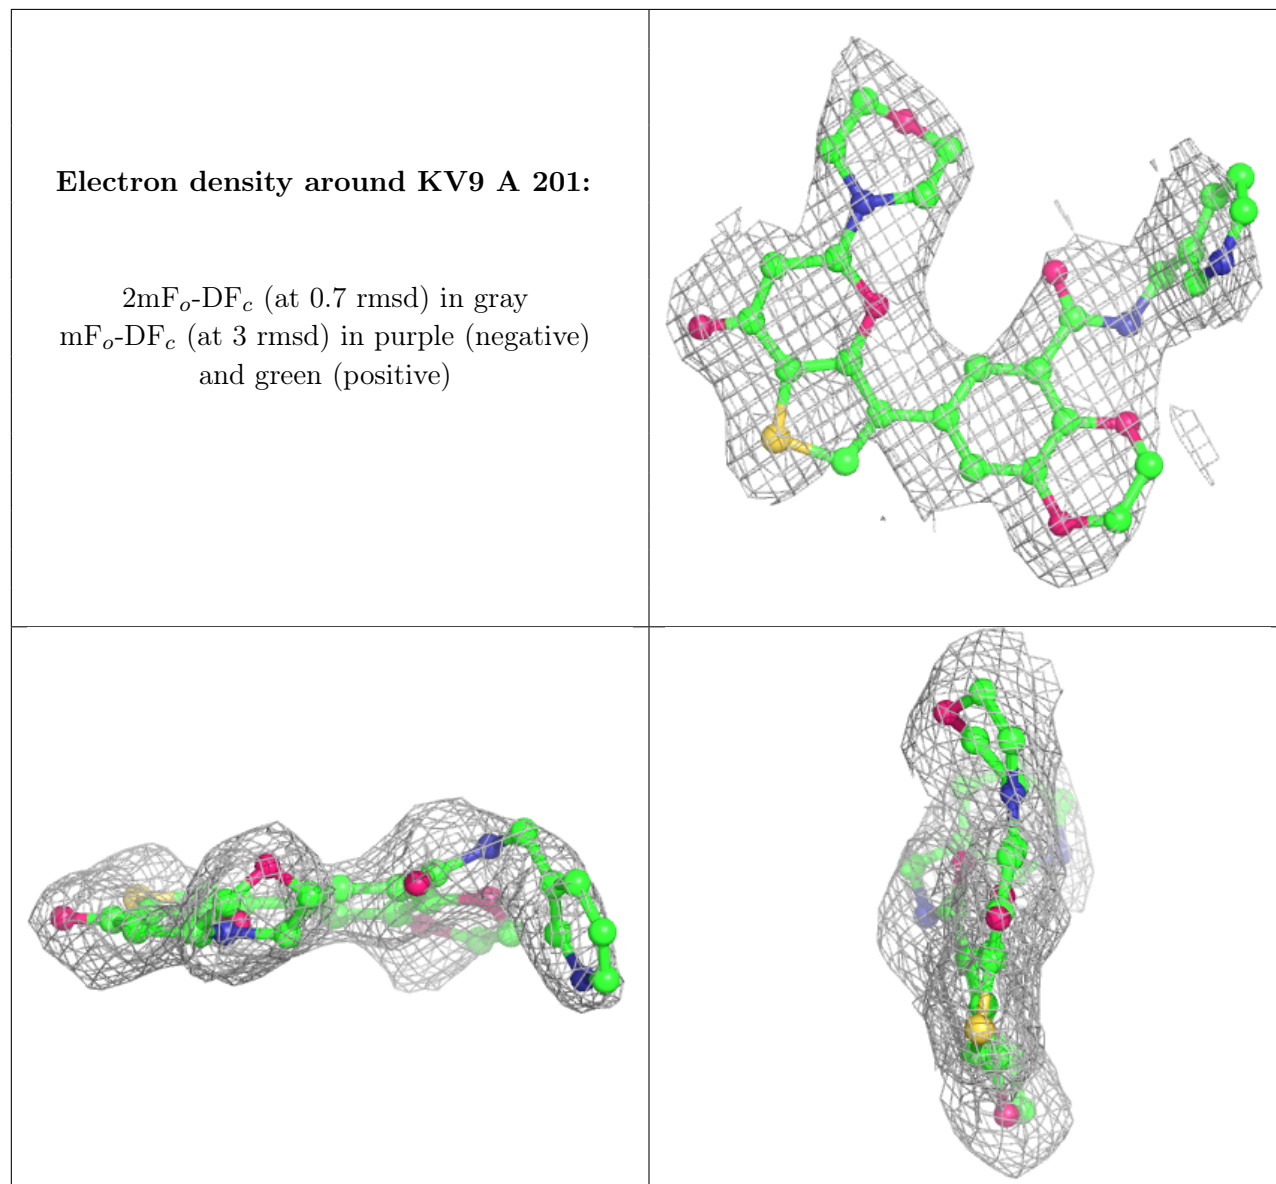 Electron density around KV9 A 201:
2mFo-DFc (at 0.7 rmsd) in gray
mFo-DFc (at 3 rmsd) in purple (negative)
and green (positive)